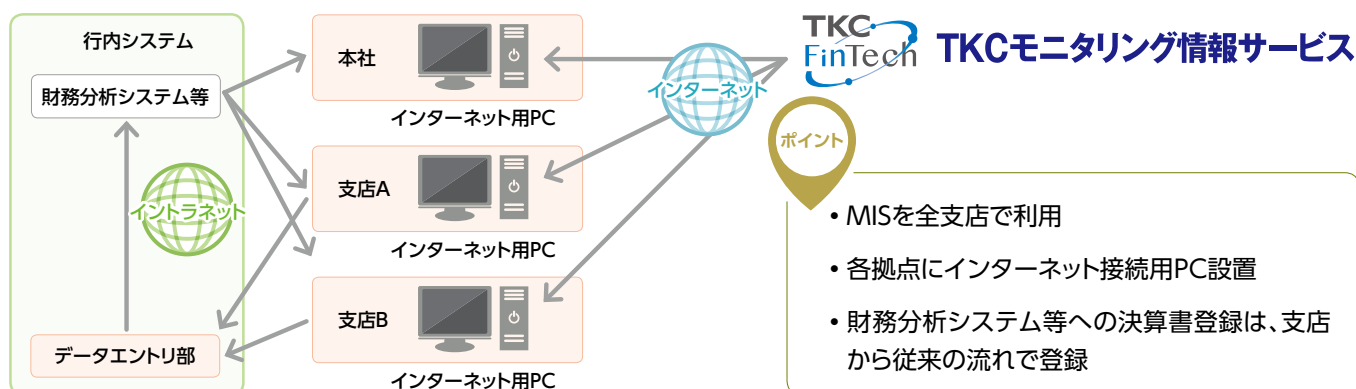 行内システム
財務分析システム等
イントラネット
データエントリ部
本社
インターネット用PC
支店A
インターネット用PC
支店B
インターネット用PC
インターネット
TKC
FinTech
TKCモニタリング情報サービス
ポイント
• MISを全支店で利用
• 各拠点にインターネット接続用PC設置
• 財務分析システム等への決算書登録は、支店
から従来の流れで登録